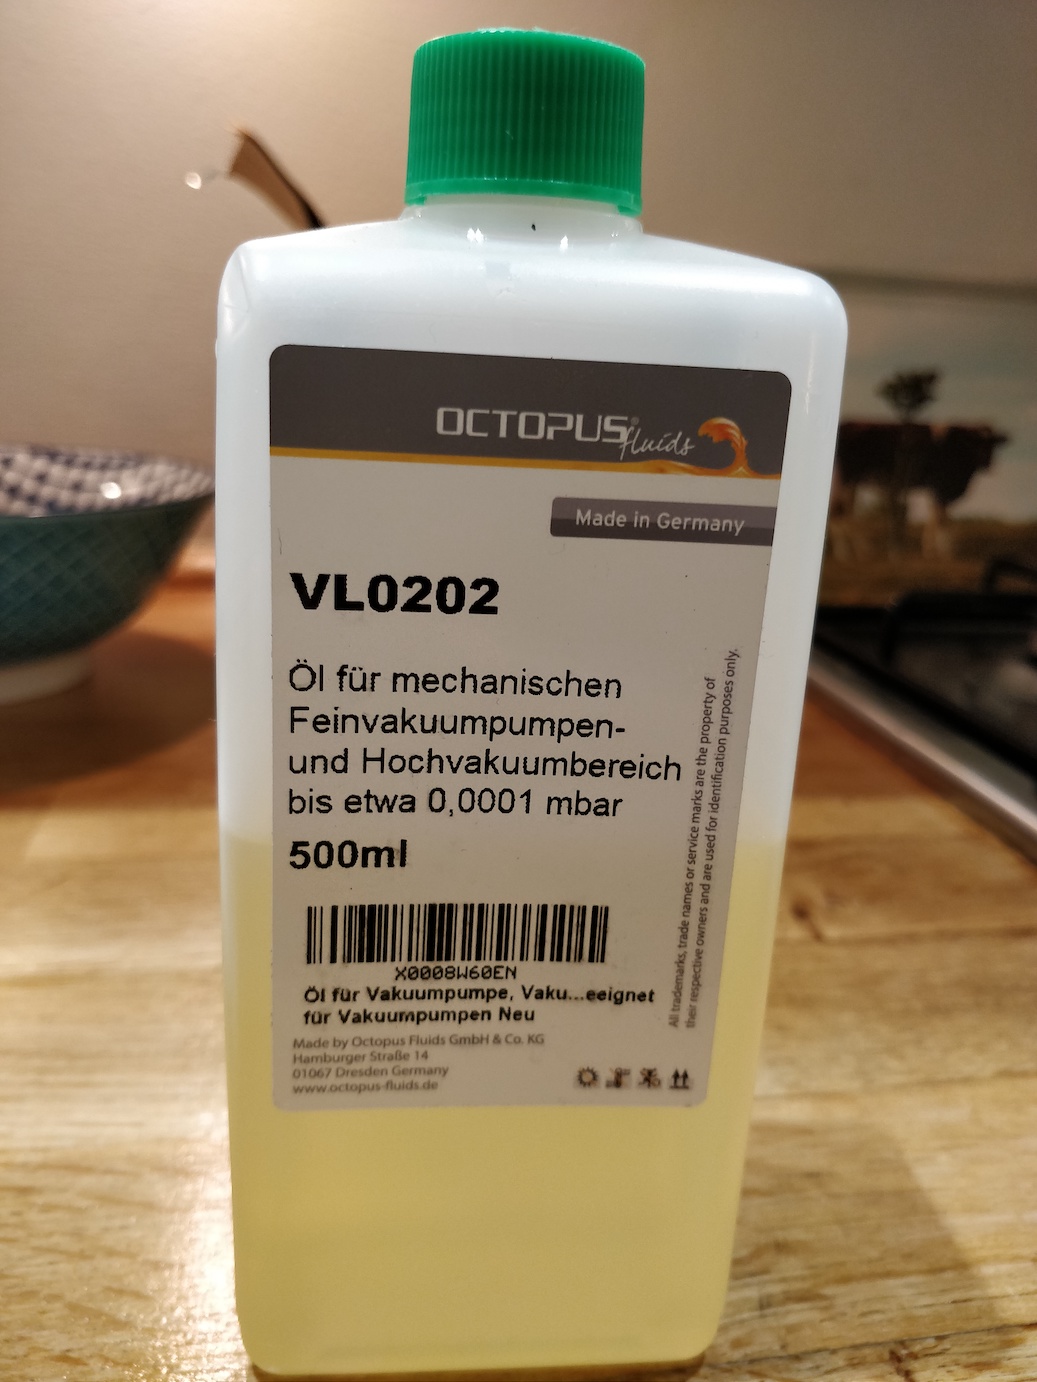 OCTOPUS® fluids
Made in Germany
VL0202
Öl für mechanischen
Feinvakuumpumpen-
und Hochvakuumbereich
bis etwa 0,0001 mbar
500ml
X0008W60EN
Öl für Vakuumpumpe, Vaku...eeignet
für Vakuumpumpen Neu
Made by Octopus Fluids GmbH & Co. KG
Hamburger Straße 14
01067 Dresden Germany
www.octopus-fluids.de
All trademarks, trade names or service marks are the property of
their respective owners and are used for identification purposes only.